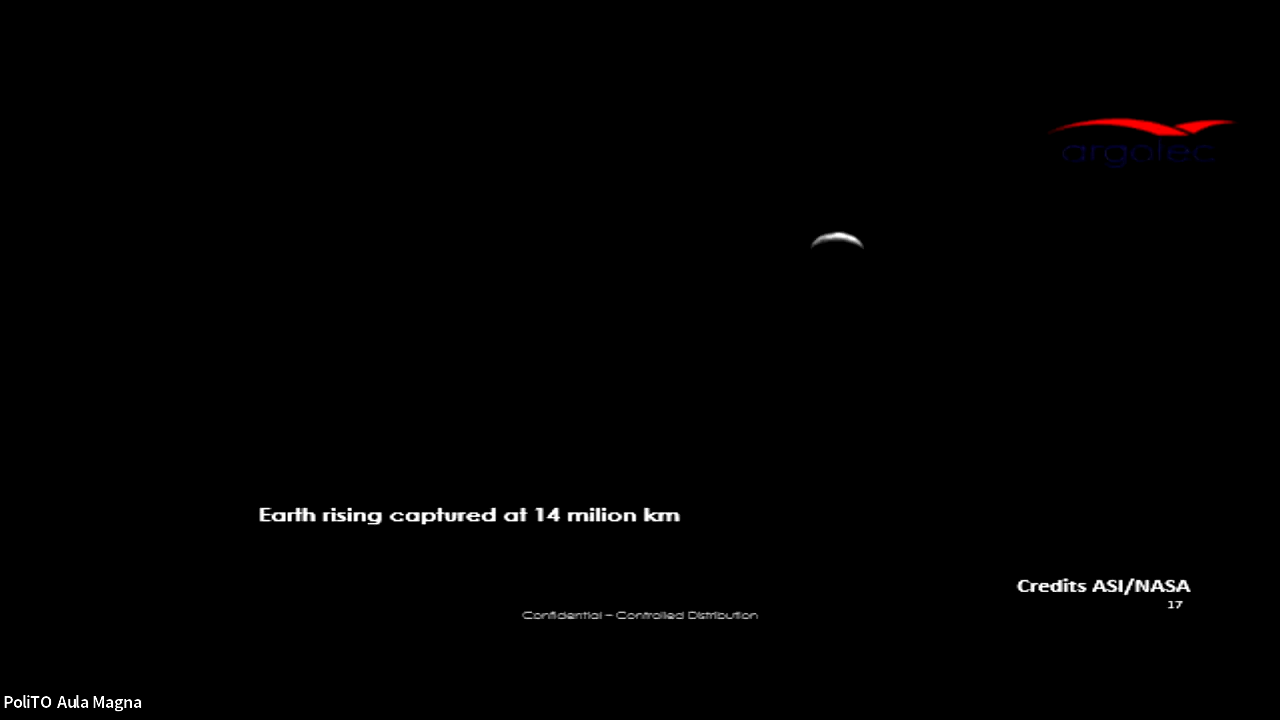 argotec
Earth rising captured at 14 milion km
Credits ASI/NASA
17
Confidential – Controlled Distribution
PoliTO Aula Magna